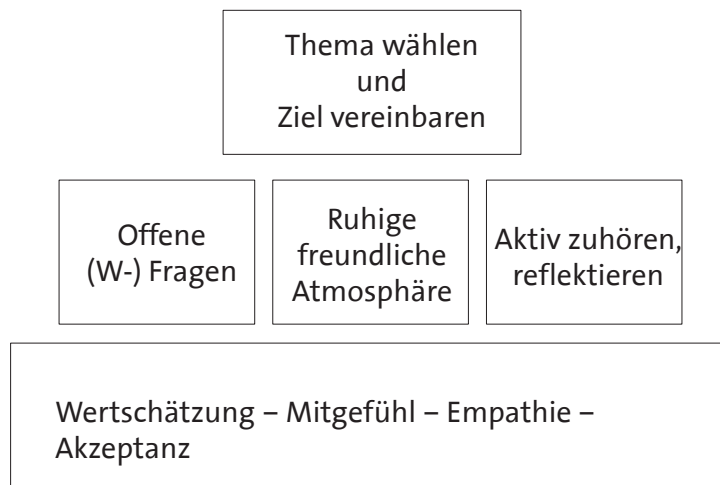 Thema wählen
und
Ziel vereinbaren
Offene
(W-) Fragen
Ruhige
freundliche
Atmosphäre
Aktiv zuhören,
reflektieren
Wertschätzung – Mitgefühl – Empathie –
Akzeptanz